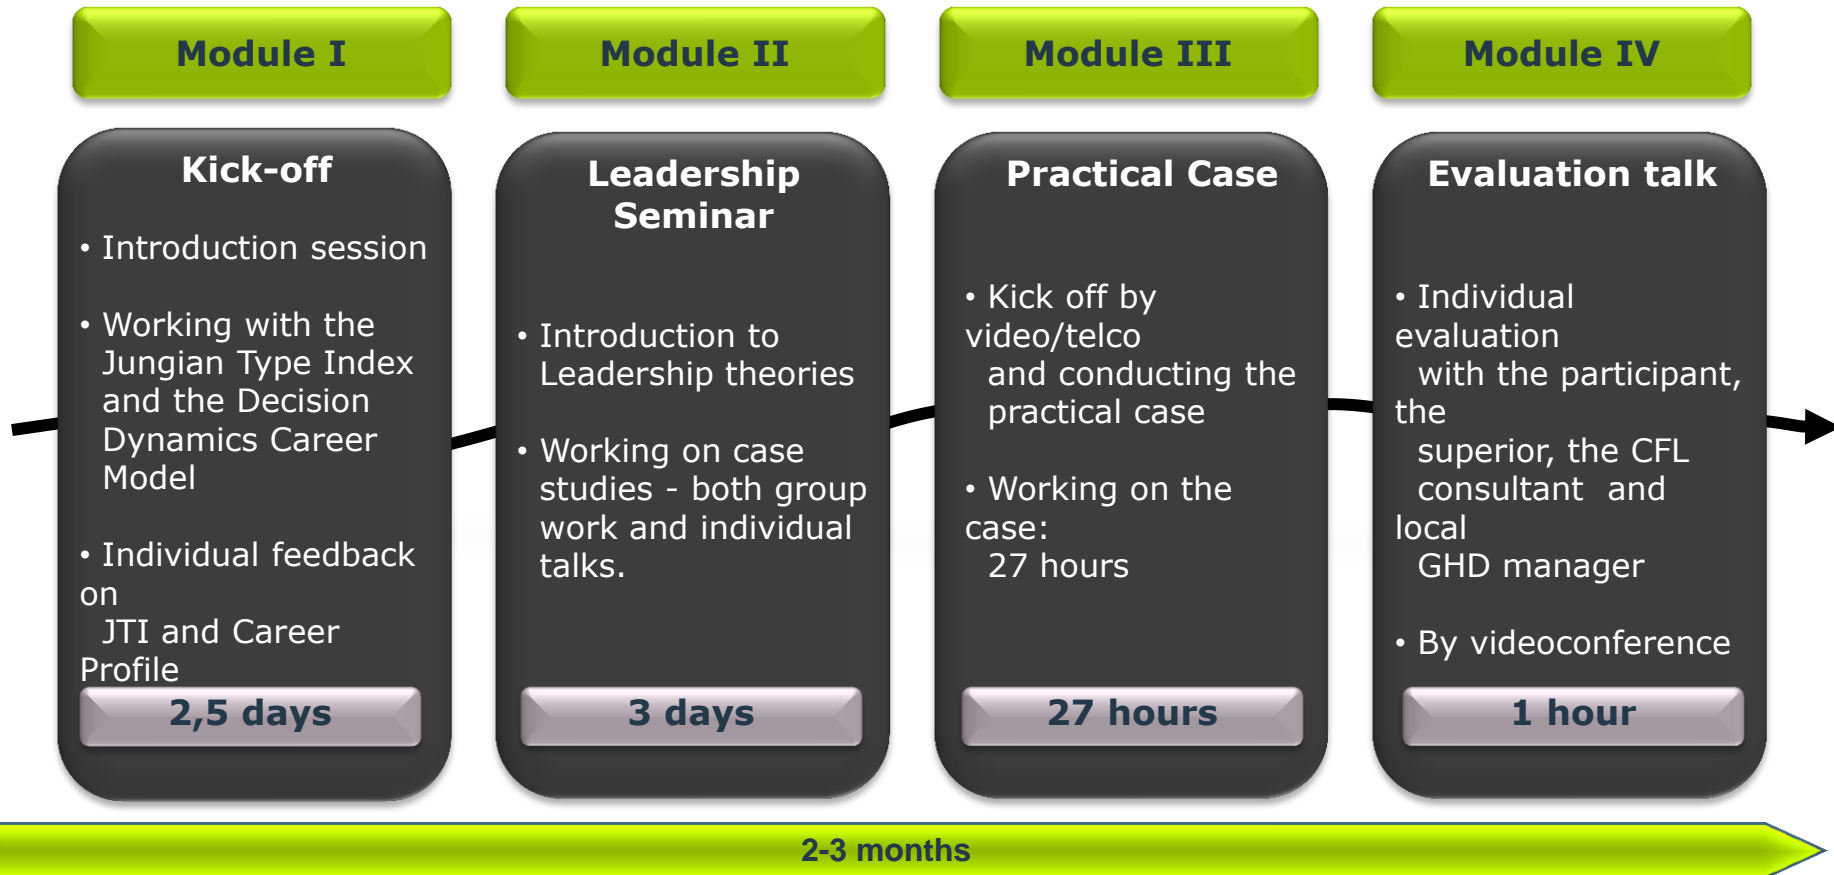 Module I
Module II
Module III
Module IV
Kick-off
• Introduction session
• Working with the
Jungian Type Index
and the Decision
Dynamics Career
Model
• Individual feedback
on
JTI and Career
Profile
2,5 days
Leadership
Seminar
• Introduction to
Leadership theories
• Working on case
studies - both group
work and individual
talks.
3 days
Practical Case
• Kick off by
video/telco
and conducting the
practical case
• Working on the
case:
27 hours
27 hours
Evaluation talk
• Individual
evaluation
with the participant,
the
superior, the CFL
consultant and
local
GHD manager
• By videoconference
1 hour
2-3 months